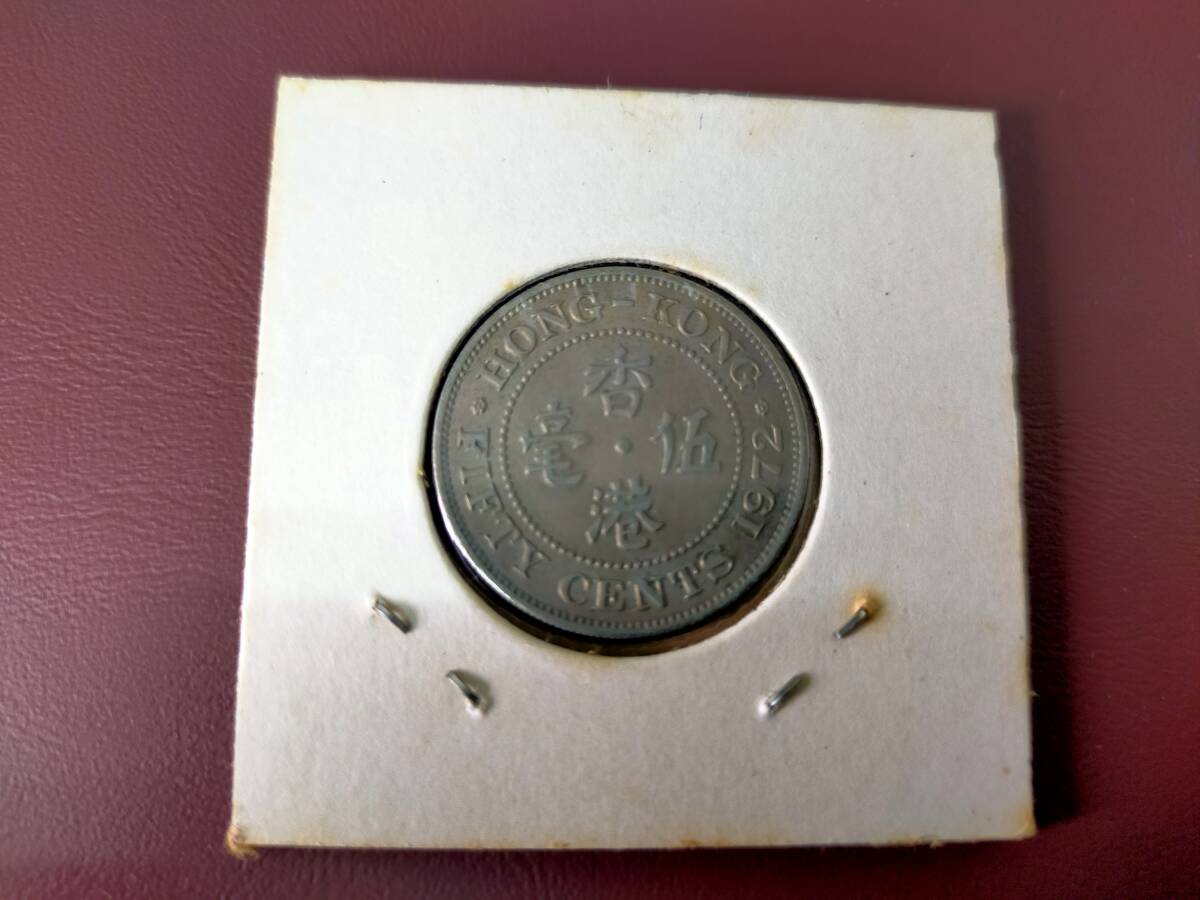 HONG-KONG
香
毫 · 伍
港
FIFTY CENTS 1972